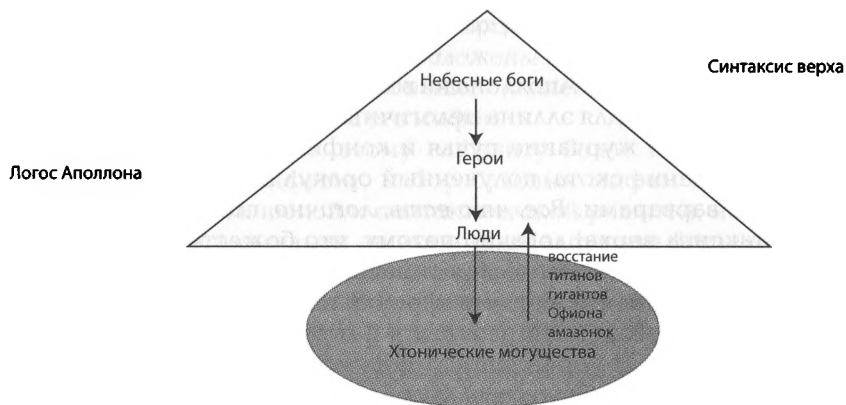 Небесные боги
Синтаксис верха
Герои
Логос Аполлона
Люди
восстание
титанов
гигантов
Офиона
амазонок
Хтонические могущества